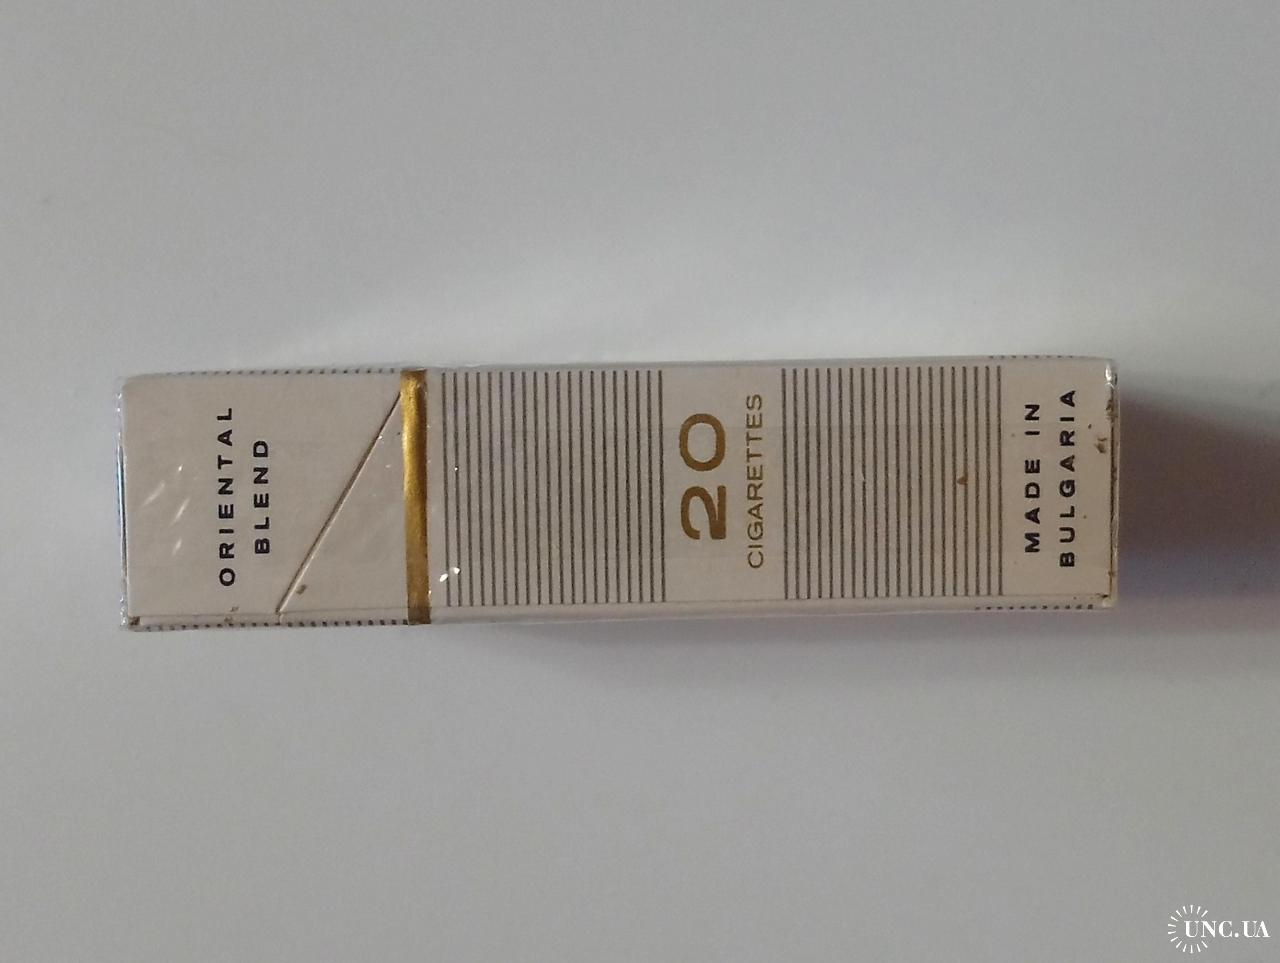 ORIENTAL
BLEND
20
CIGARETTES
MADE IN
BULGARIA
UNC.UA